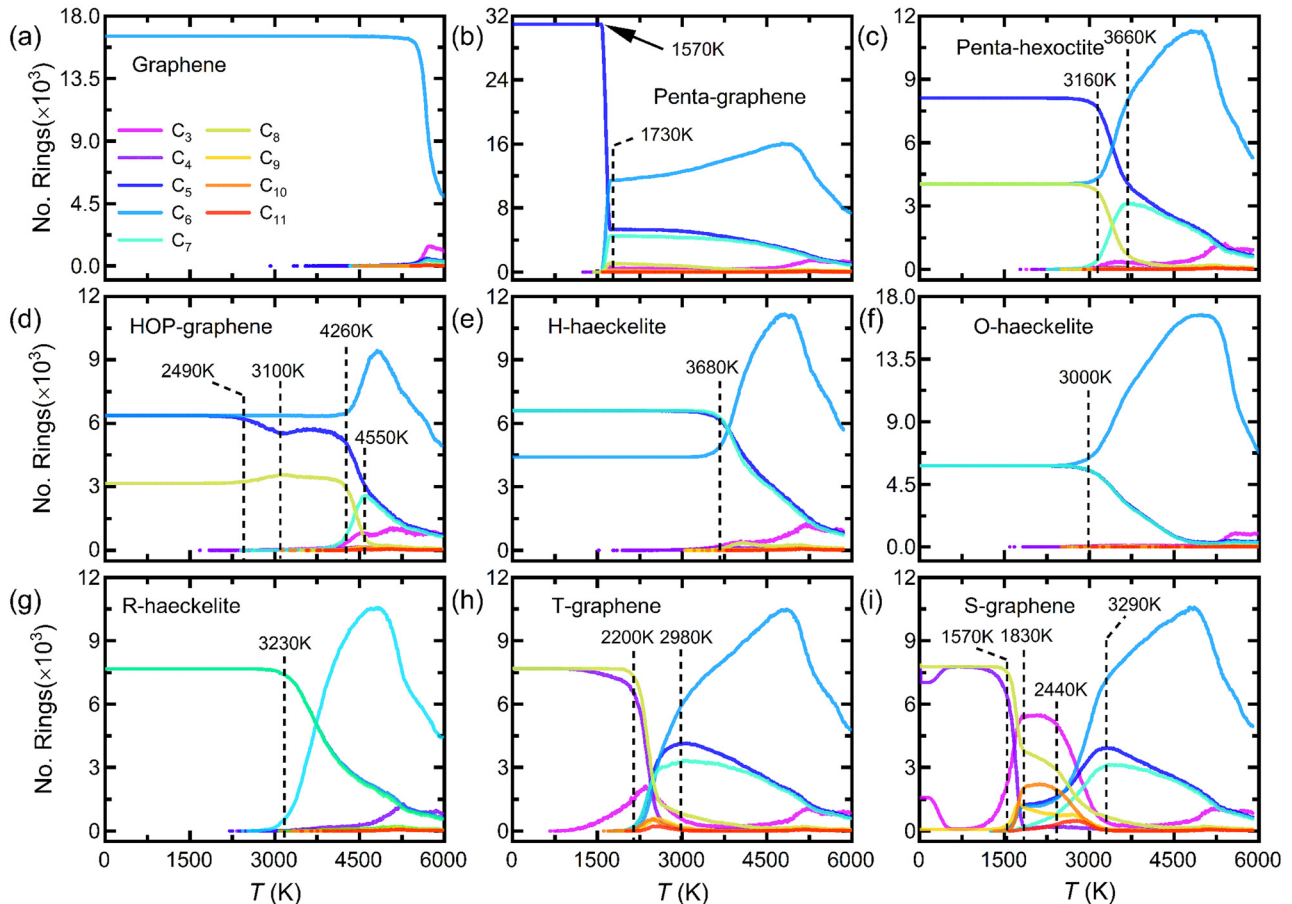 (a)
No. Rings(×10³)
18.0
13.5
9.0
4.5
0.0
Graphene
C₃
C₄
C₅
C₆
C₇
C₈
C₉
C₁₀
C₁₁
(b)
32
24
16
8
0
1570K
Penta-graphene
1730K
(c)
12
9
6
3
0
Penta-hexoctite
3660K
3160K
(d)
No. Rings(×10³)
12
9
6
3
0
HOP-graphene
4260K
2490K
3100K
4550K
(e)
12
9
6
3
0
H-haeckelite
3680K
(f)
18.0
13.5
9.0
4.5
0.0
O-haeckelite
3000K
(g)
No. Rings(×10³)
12
9
6
3
0
R-haeckelite
3230K
0 1500 3000 4500 6000
T (K)
(h)
12
9
6
3
0
T-graphene
2200K 2980K
0 1500 3000 4500 6000
T (K)
(i)
12
9
6
3
0
S-graphene
1570K 1830K
3290K
2440K
0 1500 3000 4500 6000
T (K)